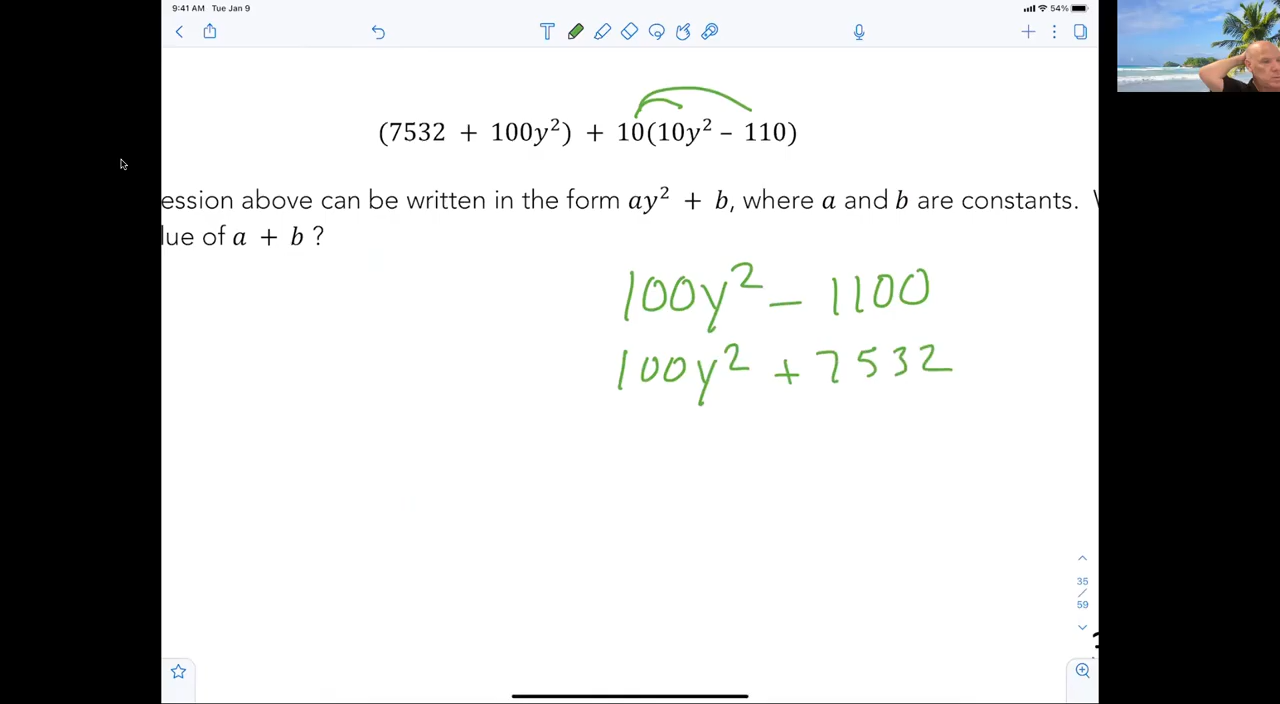 9:41 AM Tue Jan 9
54%
(7532 + 100y²) + 10(10y² – 110)
ession above can be written in the form ay² + b, where a and b are constants.
lue of a + b ?
100y² – 1100
100y² + 7532
35
/
59